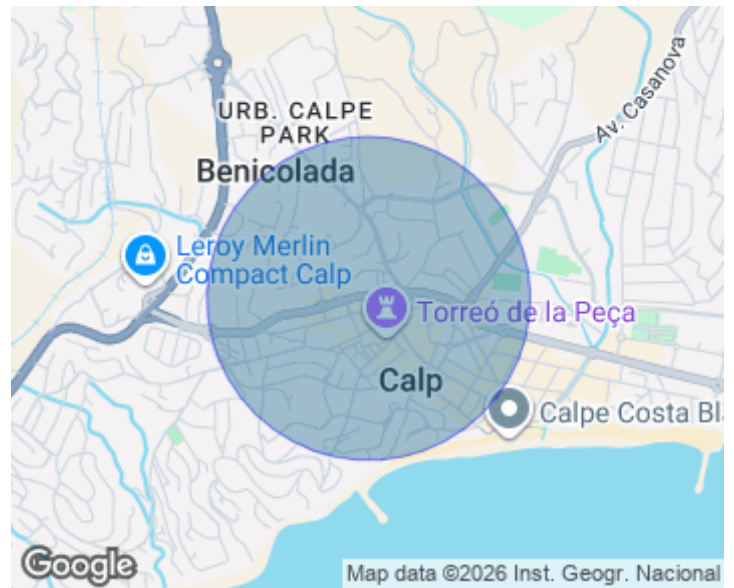 URB. CALPE
PARK
Benicolada
Av. Casanova
Leroy Merlin
Compact Calp
Torreó de la Peça
Calp
Calpe Costa Bl
Google
Map data ©2026 Inst. Geogr. Nacional